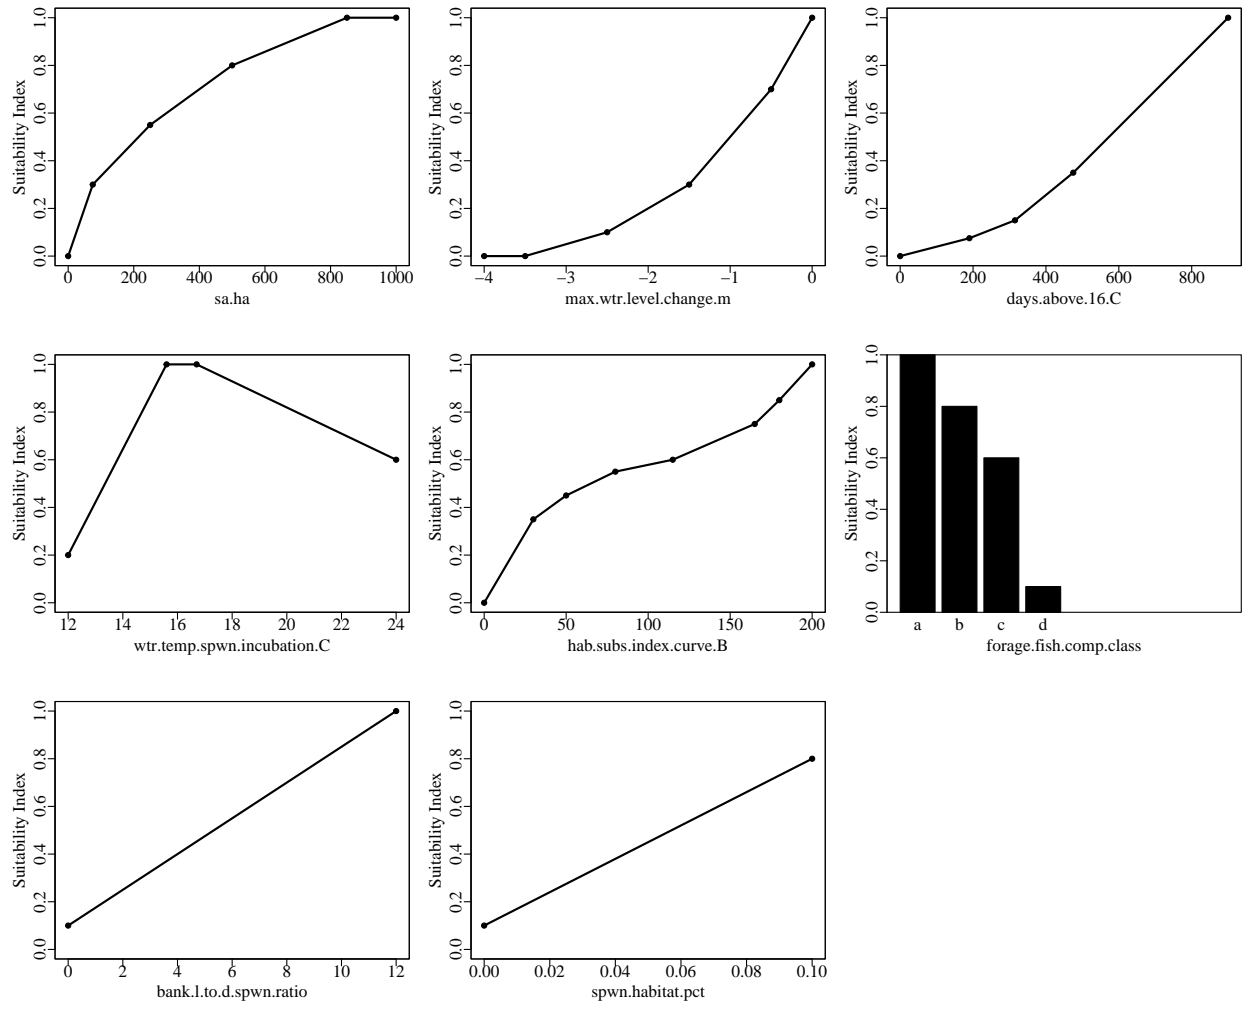 Suitability Index
0.0 0.2 0.4 0.6 0.8 1.0
0 200 400 600 800 1000
sa.ha
Suitability Index
0.0 0.2 0.4 0.6 0.8 1.0
−4 −3 −2 −1 0
max.wtr.level.change.m
Suitability Index
0.0 0.2 0.4 0.6 0.8 1.0
0 200 400 600 800
days.above.16.C
Suitability Index
0.0 0.2 0.4 0.6 0.8 1.0
12 14 16 18 20 22 24
wtr.temp.spwn.incubation.C
Suitability Index
0.0 0.2 0.4 0.6 0.8 1.0
0 50 100 150 200
hab.subs.index.curve.B
Suitability Index
0.0 0.2 0.4 0.6 0.8 1.0
a b c d
forage.fish.comp.class
Suitability Index
0.0 0.2 0.4 0.6 0.8 1.0
0 2 4 6 8 10 12
bank.l.to.d.spwn.ratio
Suitability Index
0.0 0.2 0.4 0.6 0.8 1.0
0.00 0.02 0.04 0.06 0.08 0.10
spwn.habitat.pct